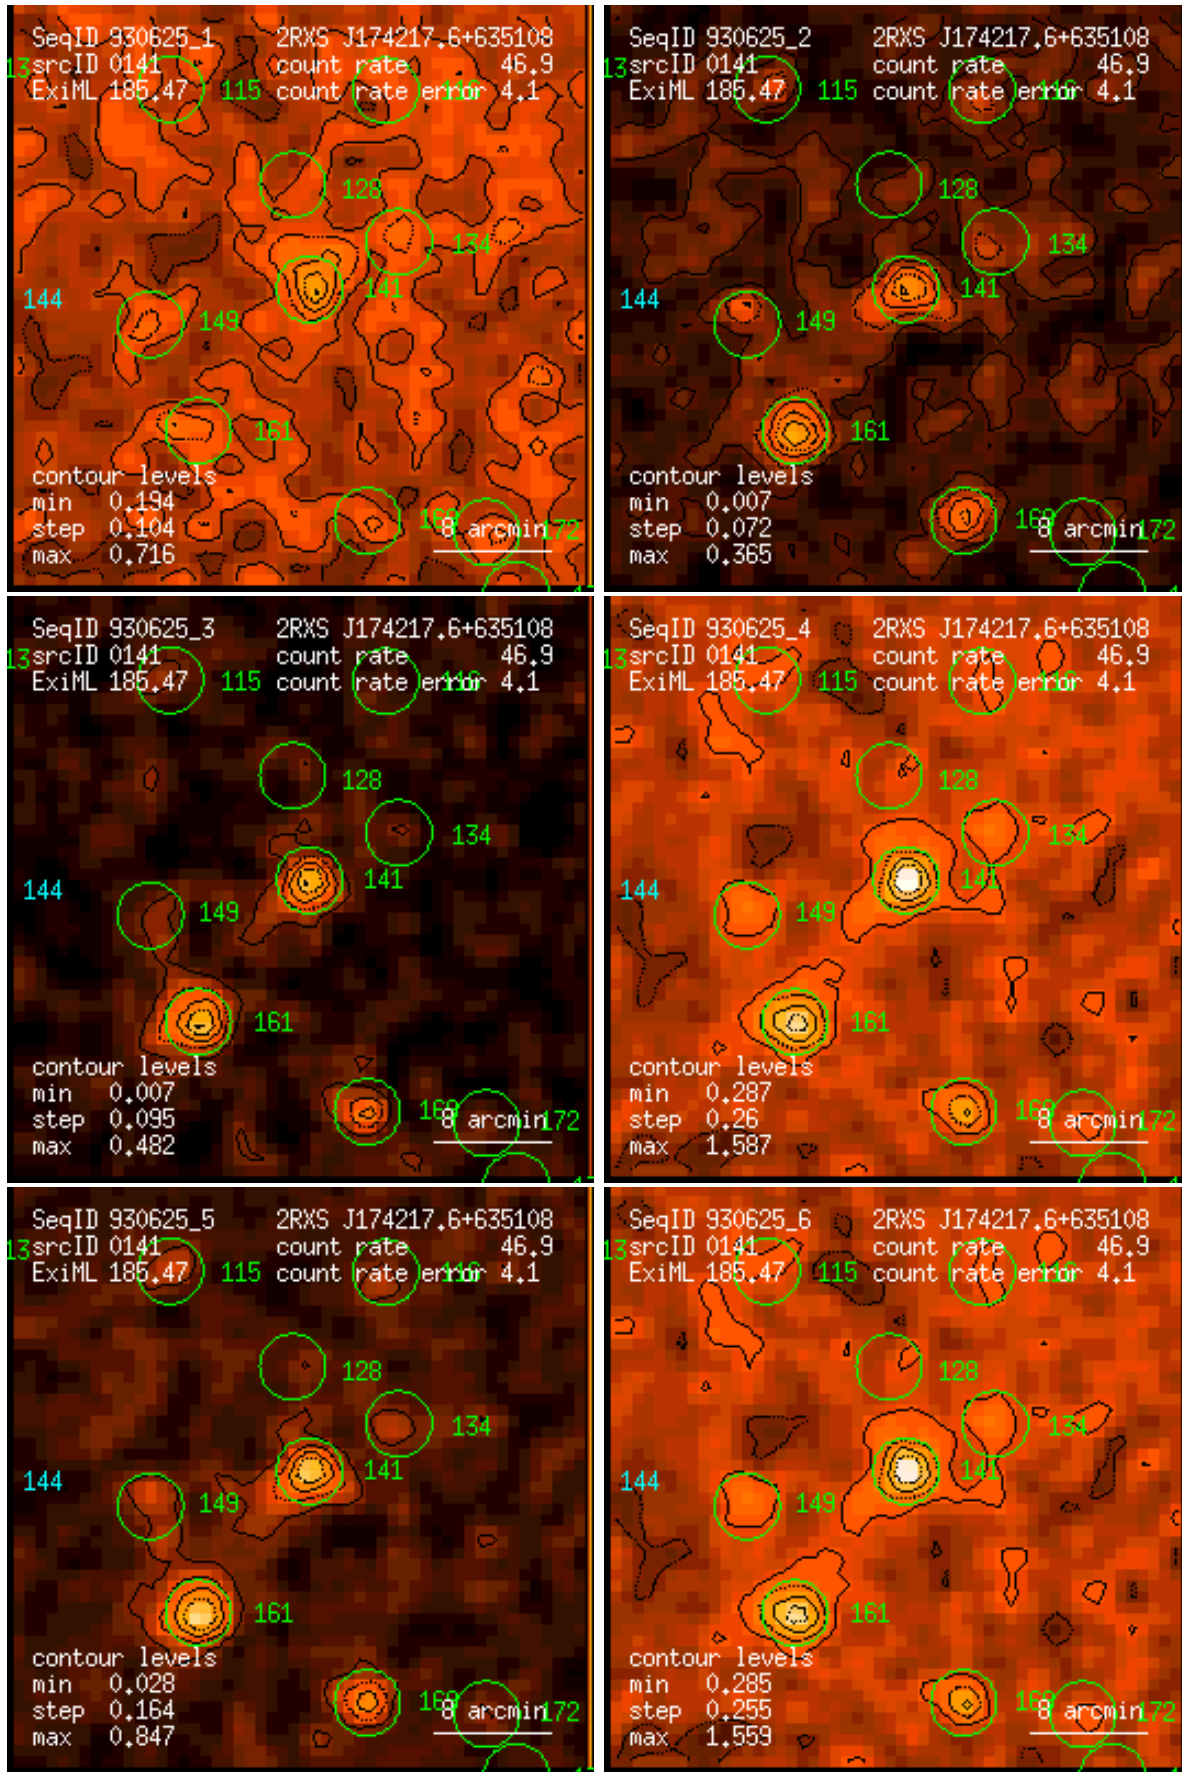 SeqID 930625_1 2RXS J174217.6+635108
13 srcID 0141 count rate 46.9
ExiML 185.47 115 count rate error 4.1
128
134
144 141
149
161
contour levels
min 0.194
step 0.104 8 arcmin 172
max 0.716
SeqID 930625_2 2RXS J174217.6+635108
13 srcID 0141 count rate 46.9
ExiML 185.47 115 count rate error 4.1
128
134
144 141
149
161
contour levels
min 0.007
step 0.072 8 arcmin 172
max 0.365
SeqID 930625_3 2RXS J174217.6+635108
13 srcID 0141 count rate 46.9
ExiML 185.47 115 count rate error 4.1
128
134
144 141
149
161
contour levels
min 0.007
step 0.095 8 arcmin 172
max 0.482
SeqID 930625_4 2RXS J174217.6+635108
13 srcID 0141 count rate 46.9
ExiML 185.47 115 count rate error 4.1
128
134
144 141
149
161
contour levels
min 0.287
step 0.26 8 arcmin 172
max 1.587
SeqID 930625_5 2RXS J174217.6+635108
13 srcID 0141 count rate 46.9
ExiML 185.47 115 count rate error 4.1
128
134
144 141
149
161
contour levels
min 0.028
step 0.164 8 arcmin 172
max 0.847
SeqID 930625_6 2RXS J174217.6+635108
13 srcID 0141 count rate 46.9
ExiML 185.47 115 count rate error 4.1
128
134
144 141
149
161
contour levels
min 0.285
step 0.255 8 arcmin 172
max 1.559